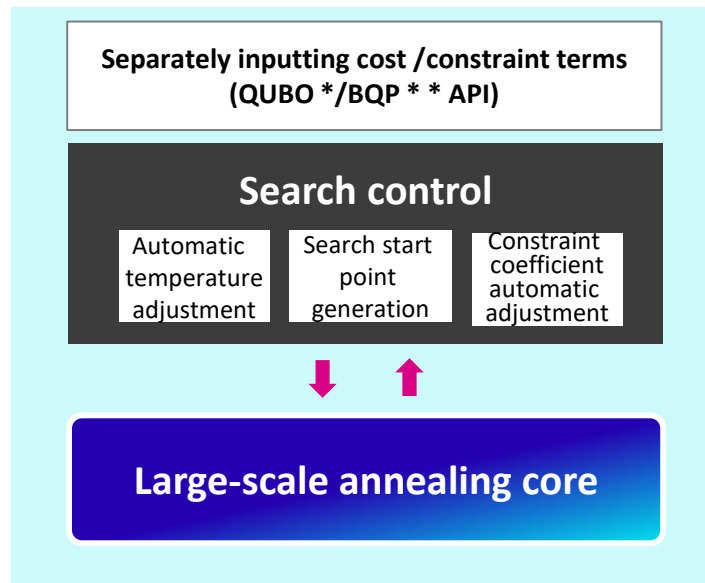 Separately inputting cost /constraint terms
(QUBO */BQP * * API)
Search control
Automatic
temperature
adjustment
Search start
point
generation
Constraint
coefficient
automatic
adjustment
Large-scale annealing core